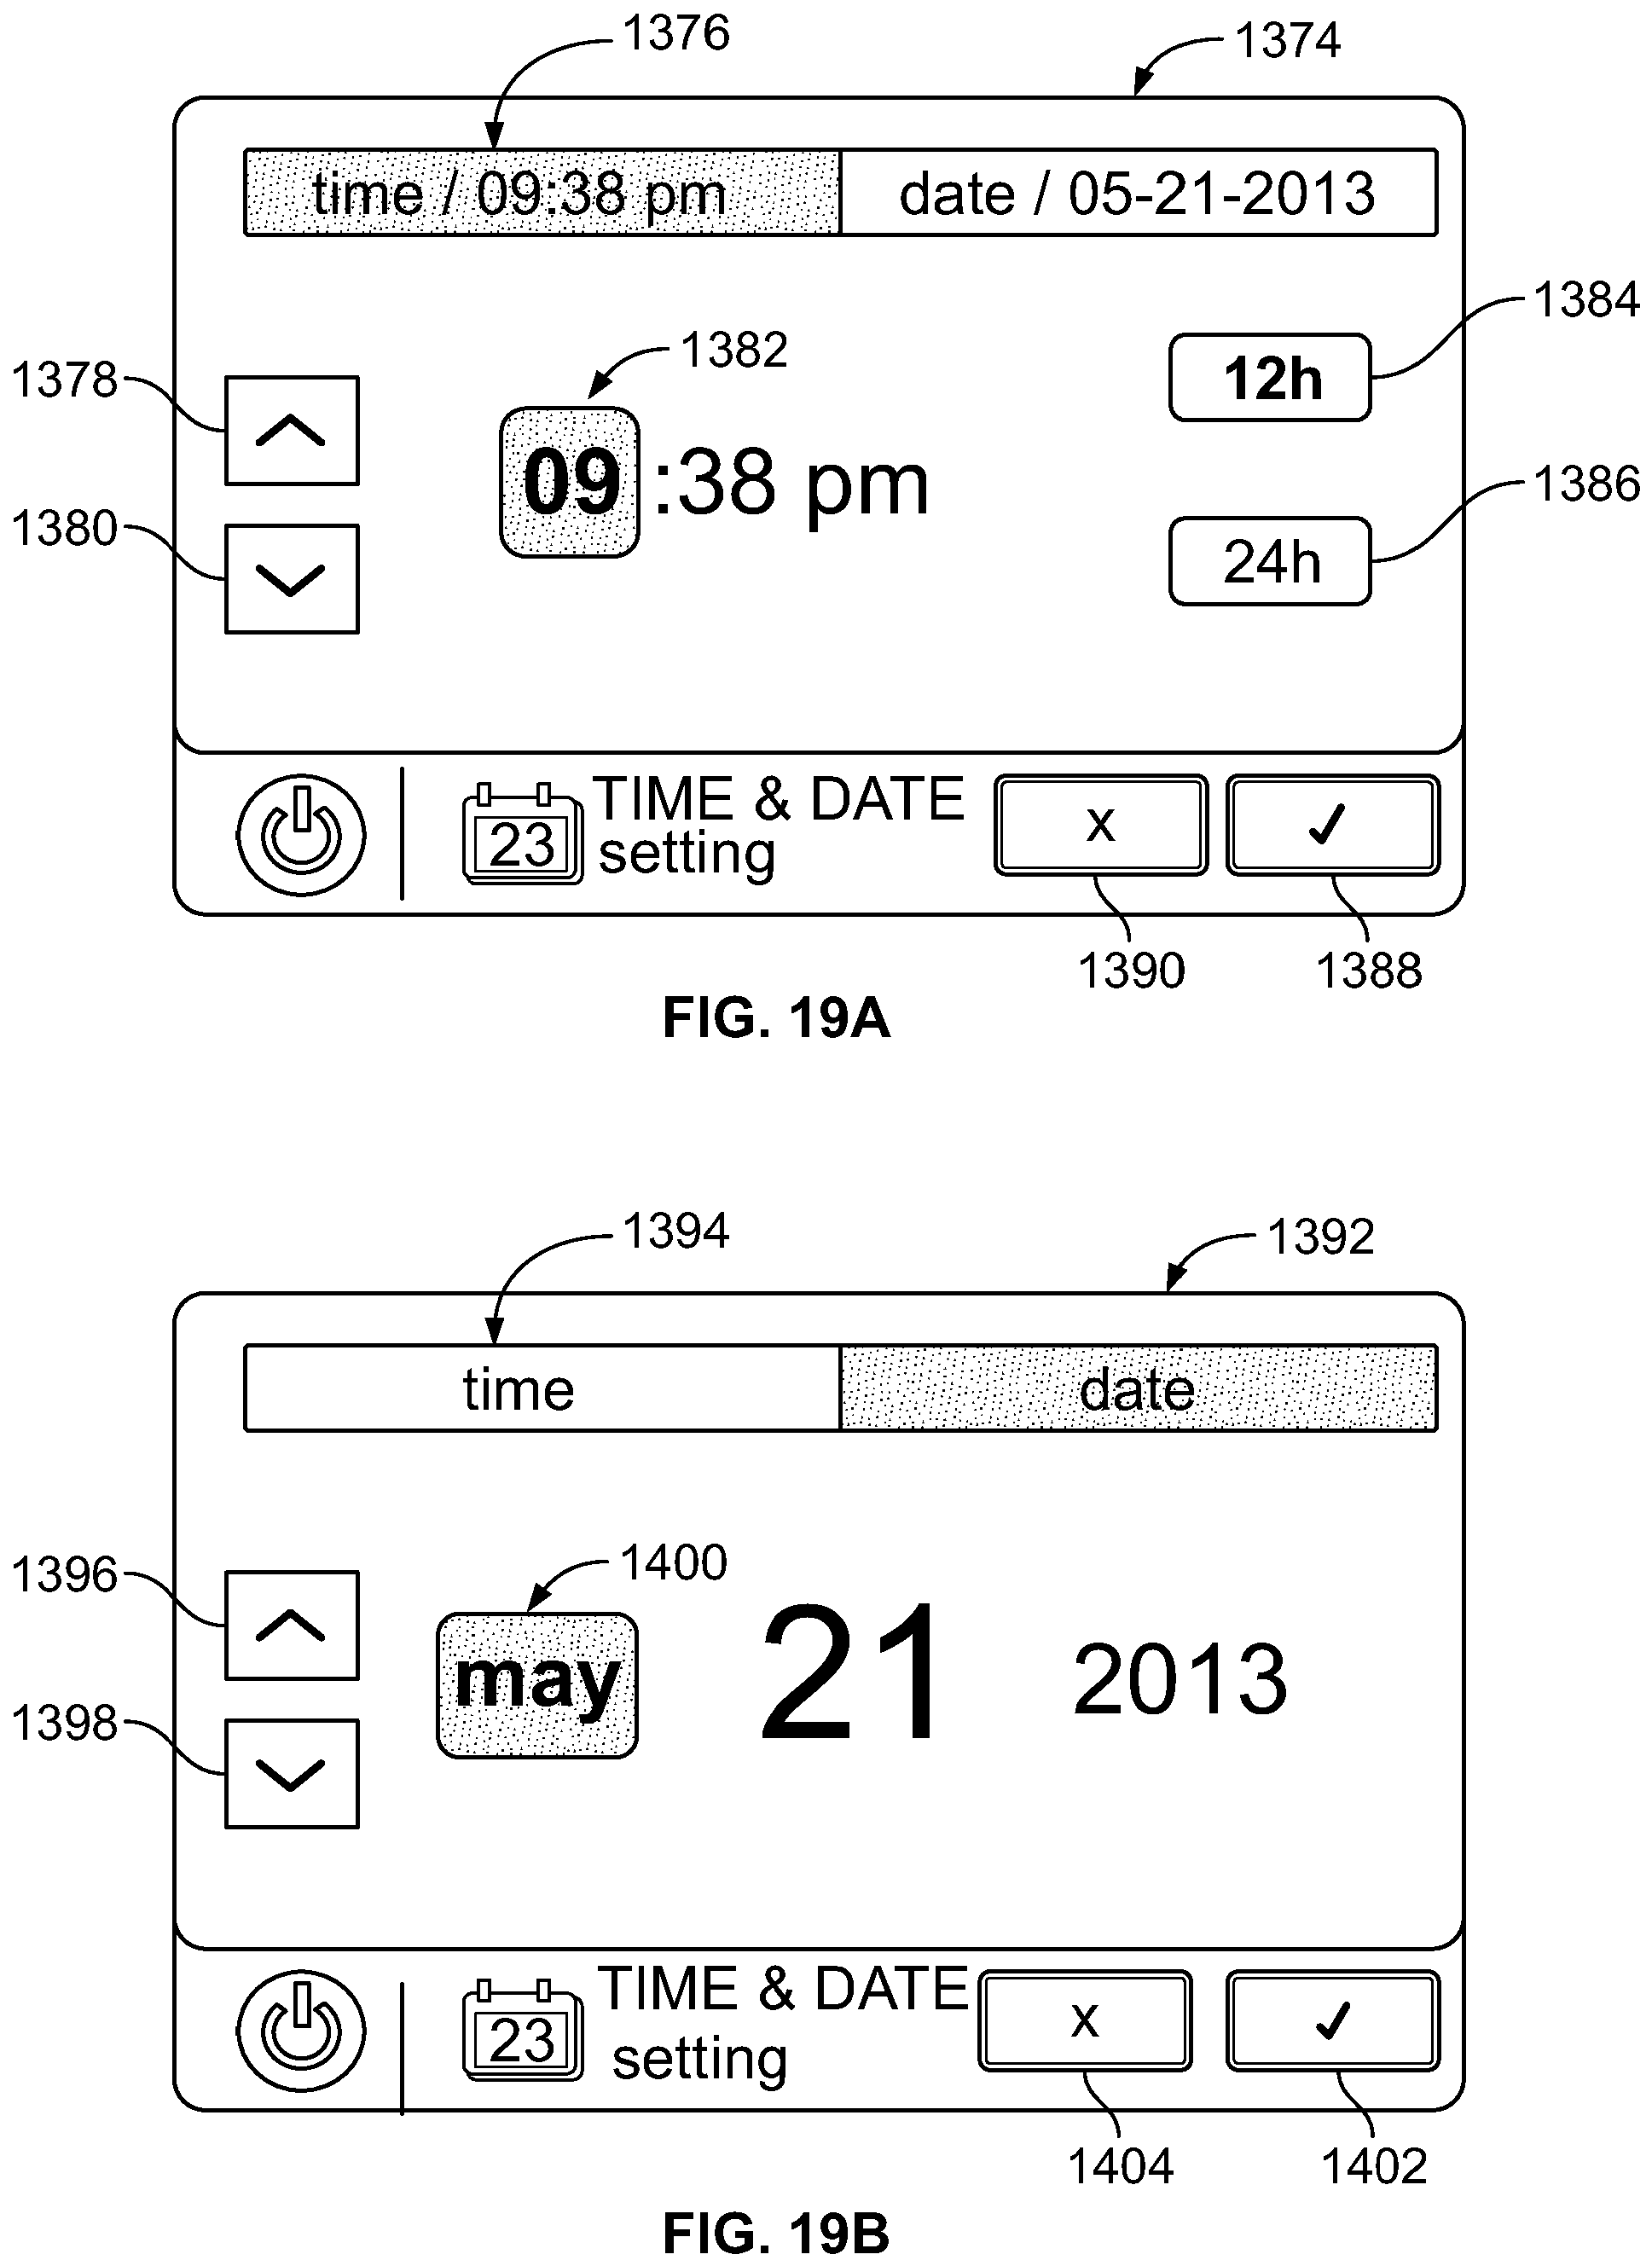 1376
1374
time / 09:38 pm
date / 05-21-2013
1384
1382
12h
1378
09 :38 pm
1386
1380
24h
TIME & DATE
23
setting
x
✓
1390
1388
FIG. 19A
1394
1392
time
date
1400
1396
may
21
2013
1398
TIME & DATE
23
setting
x
✓
1404
1402
FIG. 19B